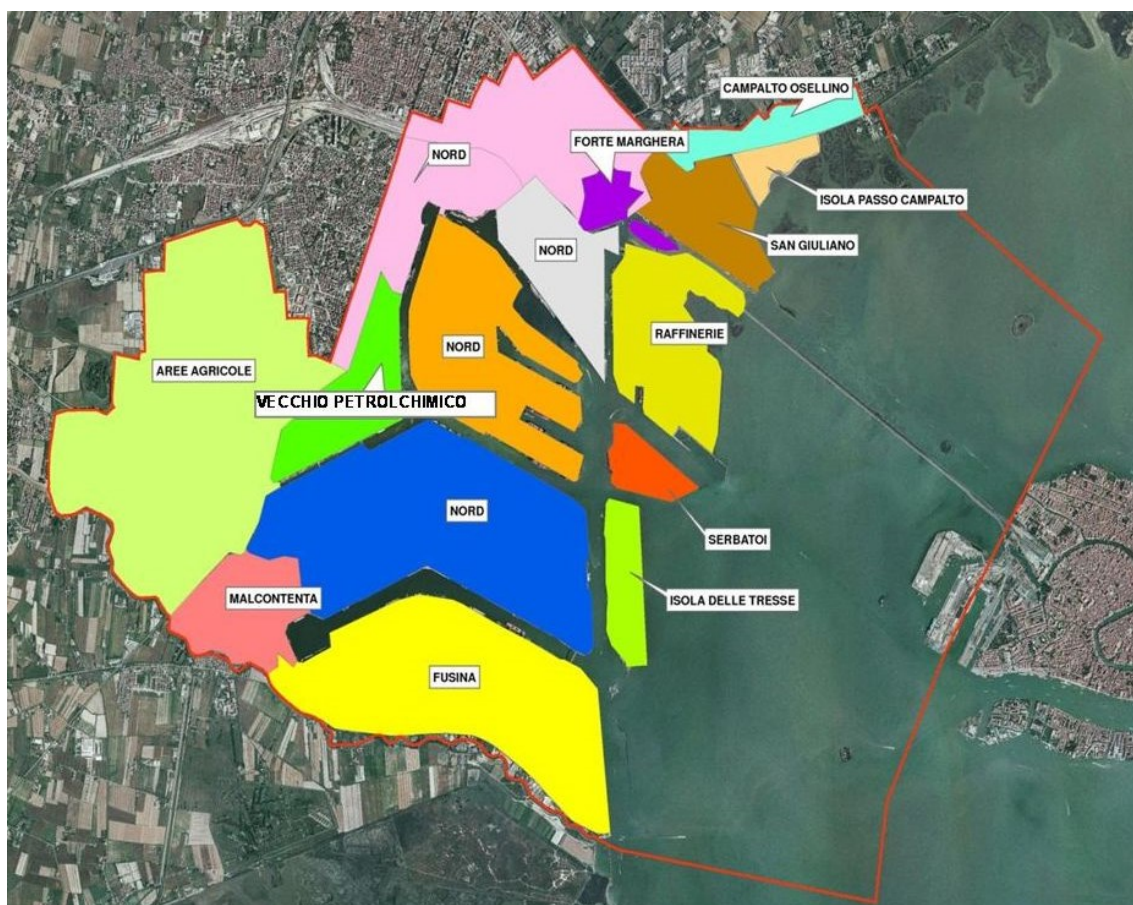 CAMPALTO OSELLINO
FORTE MARGHERA
NORD
ISOLA PASSO CAMPALTO
SAN GIULIANO
NORD
RAFFINERIE
NORD
AREE AGRICOLE
VECCHIO PETROLCHIMICO
NORD
SERBATOI
MALCONTENTA
ISOLA DELLE TRESSE
FUSINA